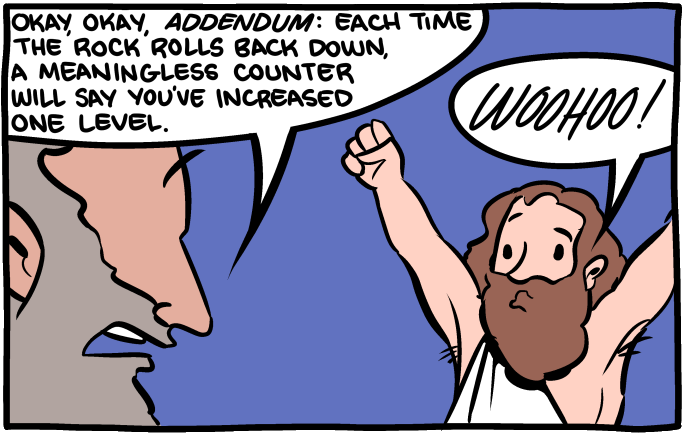 OKAY, OKAY, ADDENDUM: EACH TIME
THE ROCK ROLLS BACK DOWN,
A MEANINGLESS COUNTER
WILL SAY YOU'VE INCREASED
ONE LEVEL.
WOOHOO!